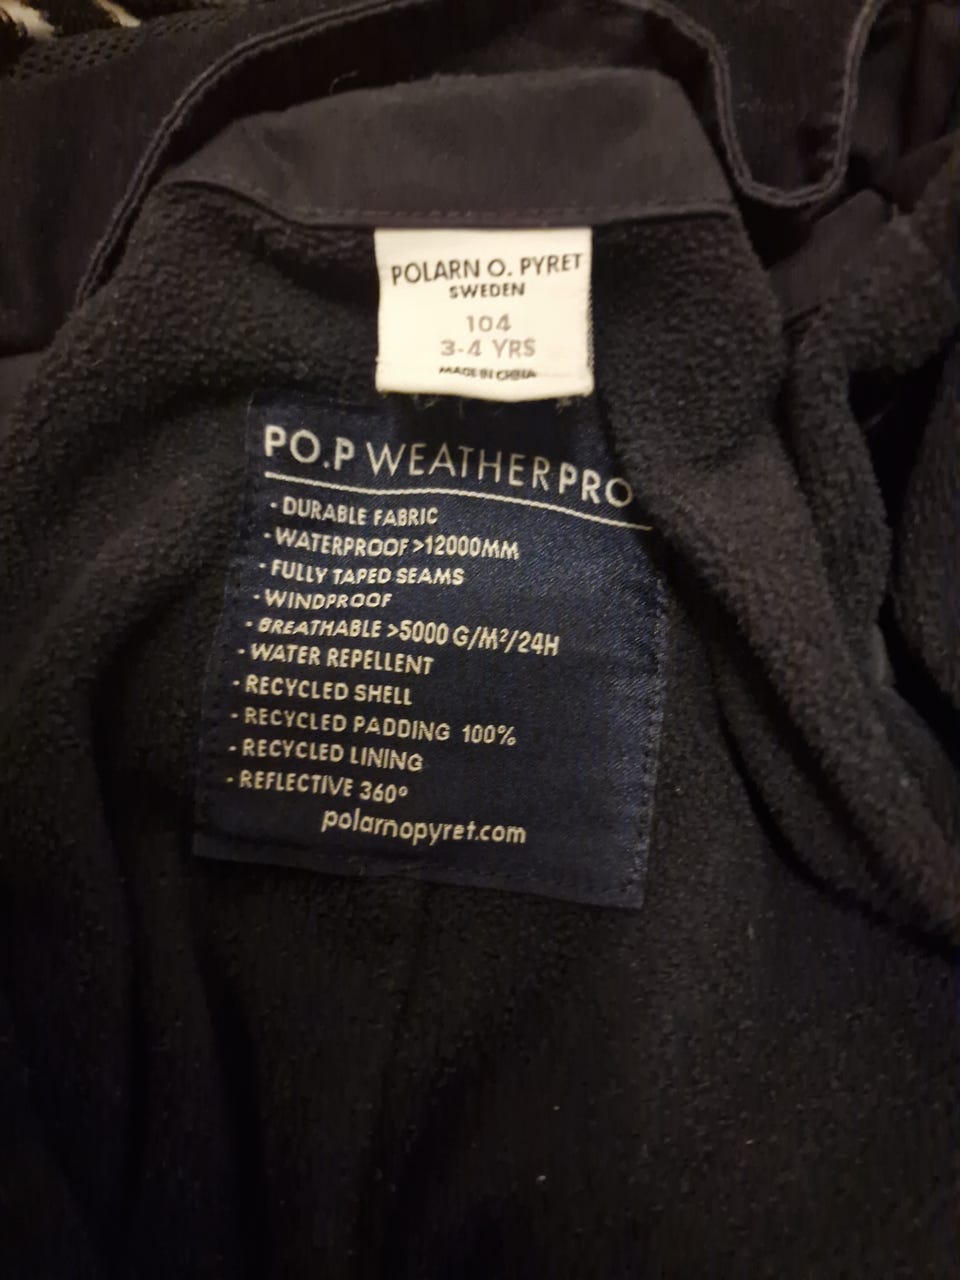 POLARN O. PYRET
SWEDEN
104
3-4 YRS
MADE IN CHINA
PO.P WEATHERPRO
- DURABLE FABRIC
- WATERPROOF >12000MM
- FULLY TAPED SEAMS
- WINDPROOF
- BREATHABLE >5000 G/M²/24H
- WATER REPELLENT
- RECYCLED SHELL
- RECYCLED PADDING 100%
- RECYCLED LINING
- REFLECTIVE 360°
polarnopyret.com